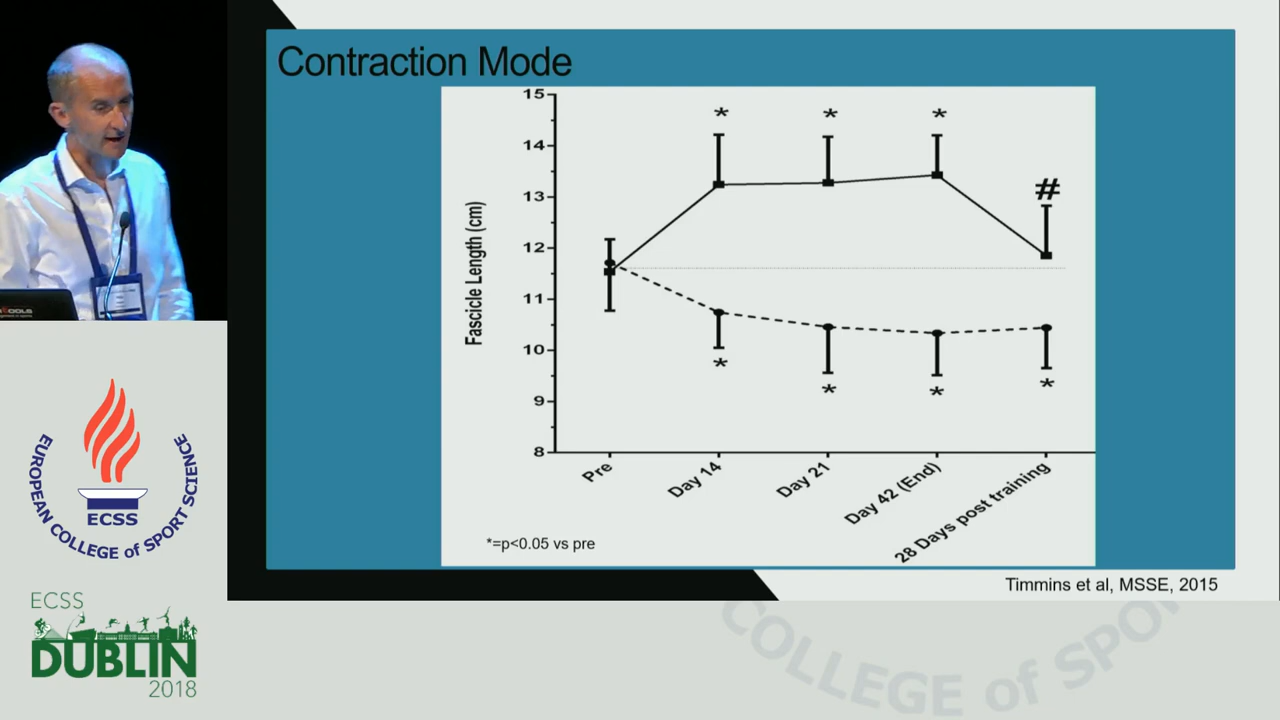 Contraction Mode
15
14
13
12
11
10
9
8
Fascicle Length (cm)
*
*
*
#
*
*
*
*
Pre
Day 14
Day 21
Day 42 (End)
28 Days post training
*=p<0.05 vs pre
Timmins et al, MSSE, 2015
EUROPEAN COLLEGE of SPORT SCIENCE
ECSS
ECSS
DUBLIN
2018
COLLEGE of SPO